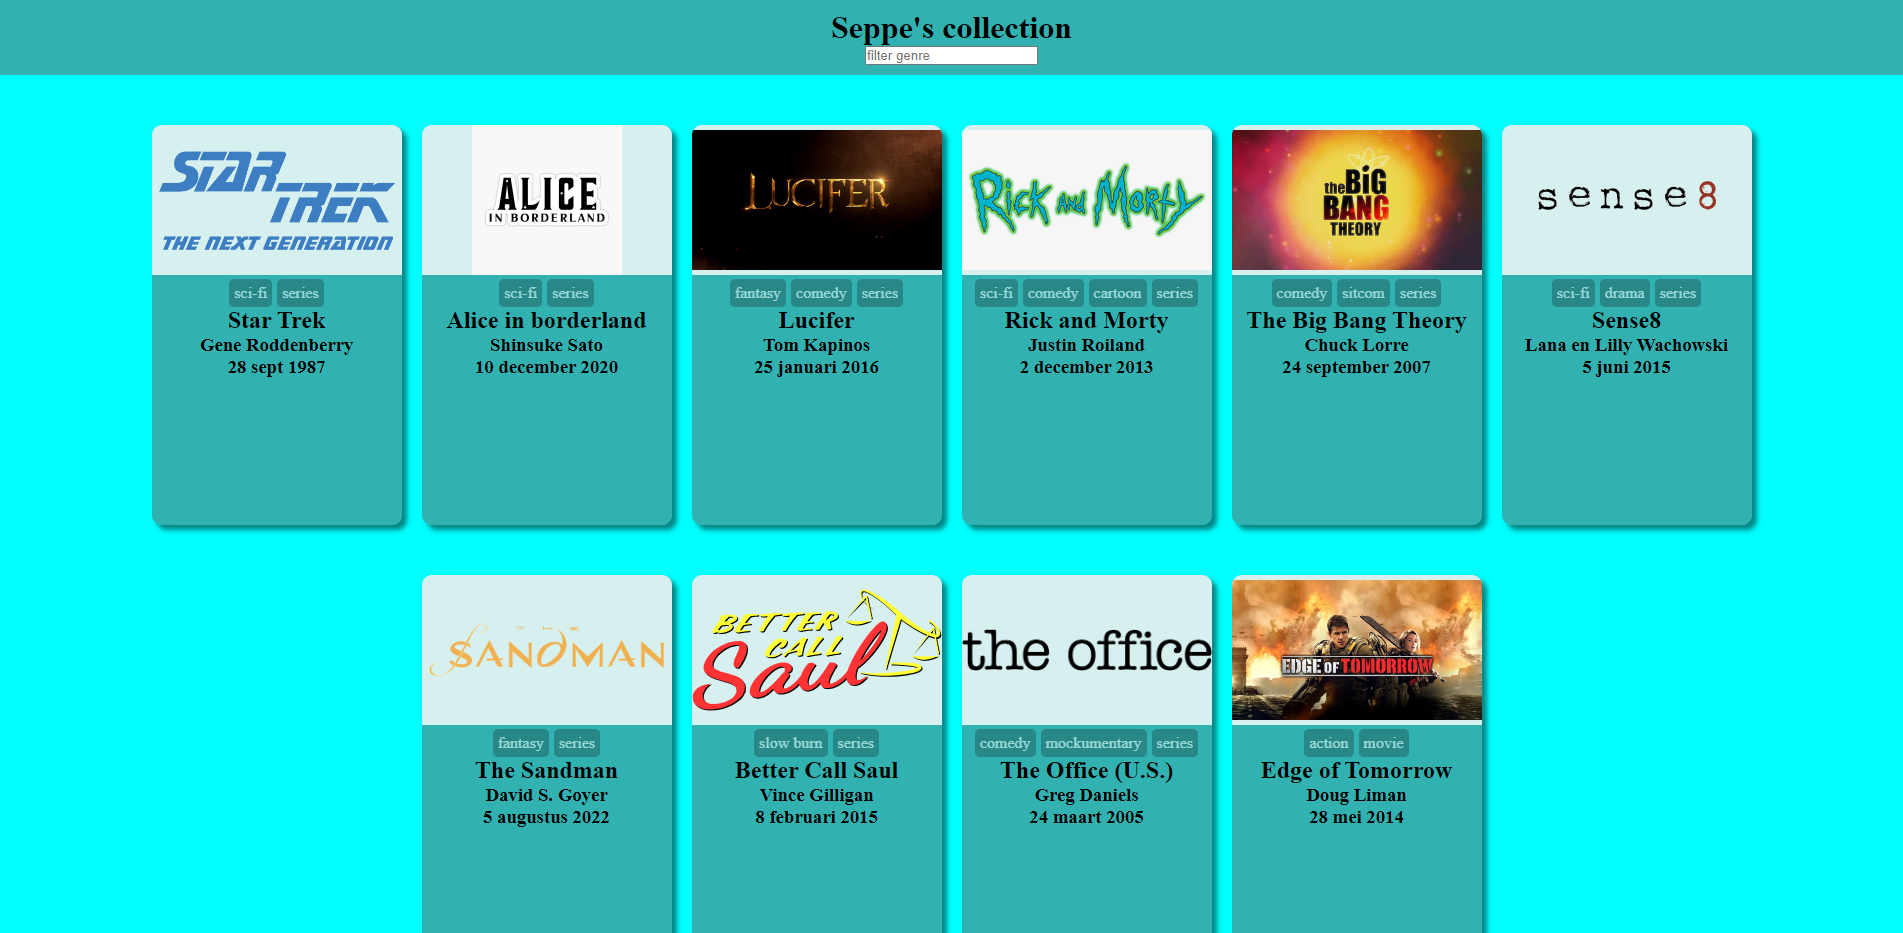 Seppe's collection
filter genre
STAR TREK
THE NEXT GENERATION
sci-fi series
Star Trek
Gene Roddenberry
28 sept 1987
ALICE
IN BORDERLAND
sci-fi series
Alice in borderland
Shinsuke Sato
10 december 2020
LUCIFER
fantasy comedy series
Lucifer
Tom Kapinos
25 januari 2016
RICK AND MORTY
sci-fi comedy cartoon series
Rick and Morty
Justin Roiland
2 december 2013
the BiG
BANG
THEORY
comedy sitcom series
The Big Bang Theory
Chuck Lorre
24 september 2007
sense8
sci-fi drama series
Sense8
Lana en Lilly Wachowski
5 juni 2015
THE
SANDMAN
fantasy series
The Sandman
David S. Goyer
5 augustus 2022
BETTER
CALL
Saul
slow burn series
Better Call Saul
Vince Gilligan
8 februari 2015
the office
comedy mockumentary series
The Office (U.S.)
Greg Daniels
24 maart 2005
EDGE OF TOMORROW
action movie
Edge of Tomorrow
Doug Liman
28 mei 2014